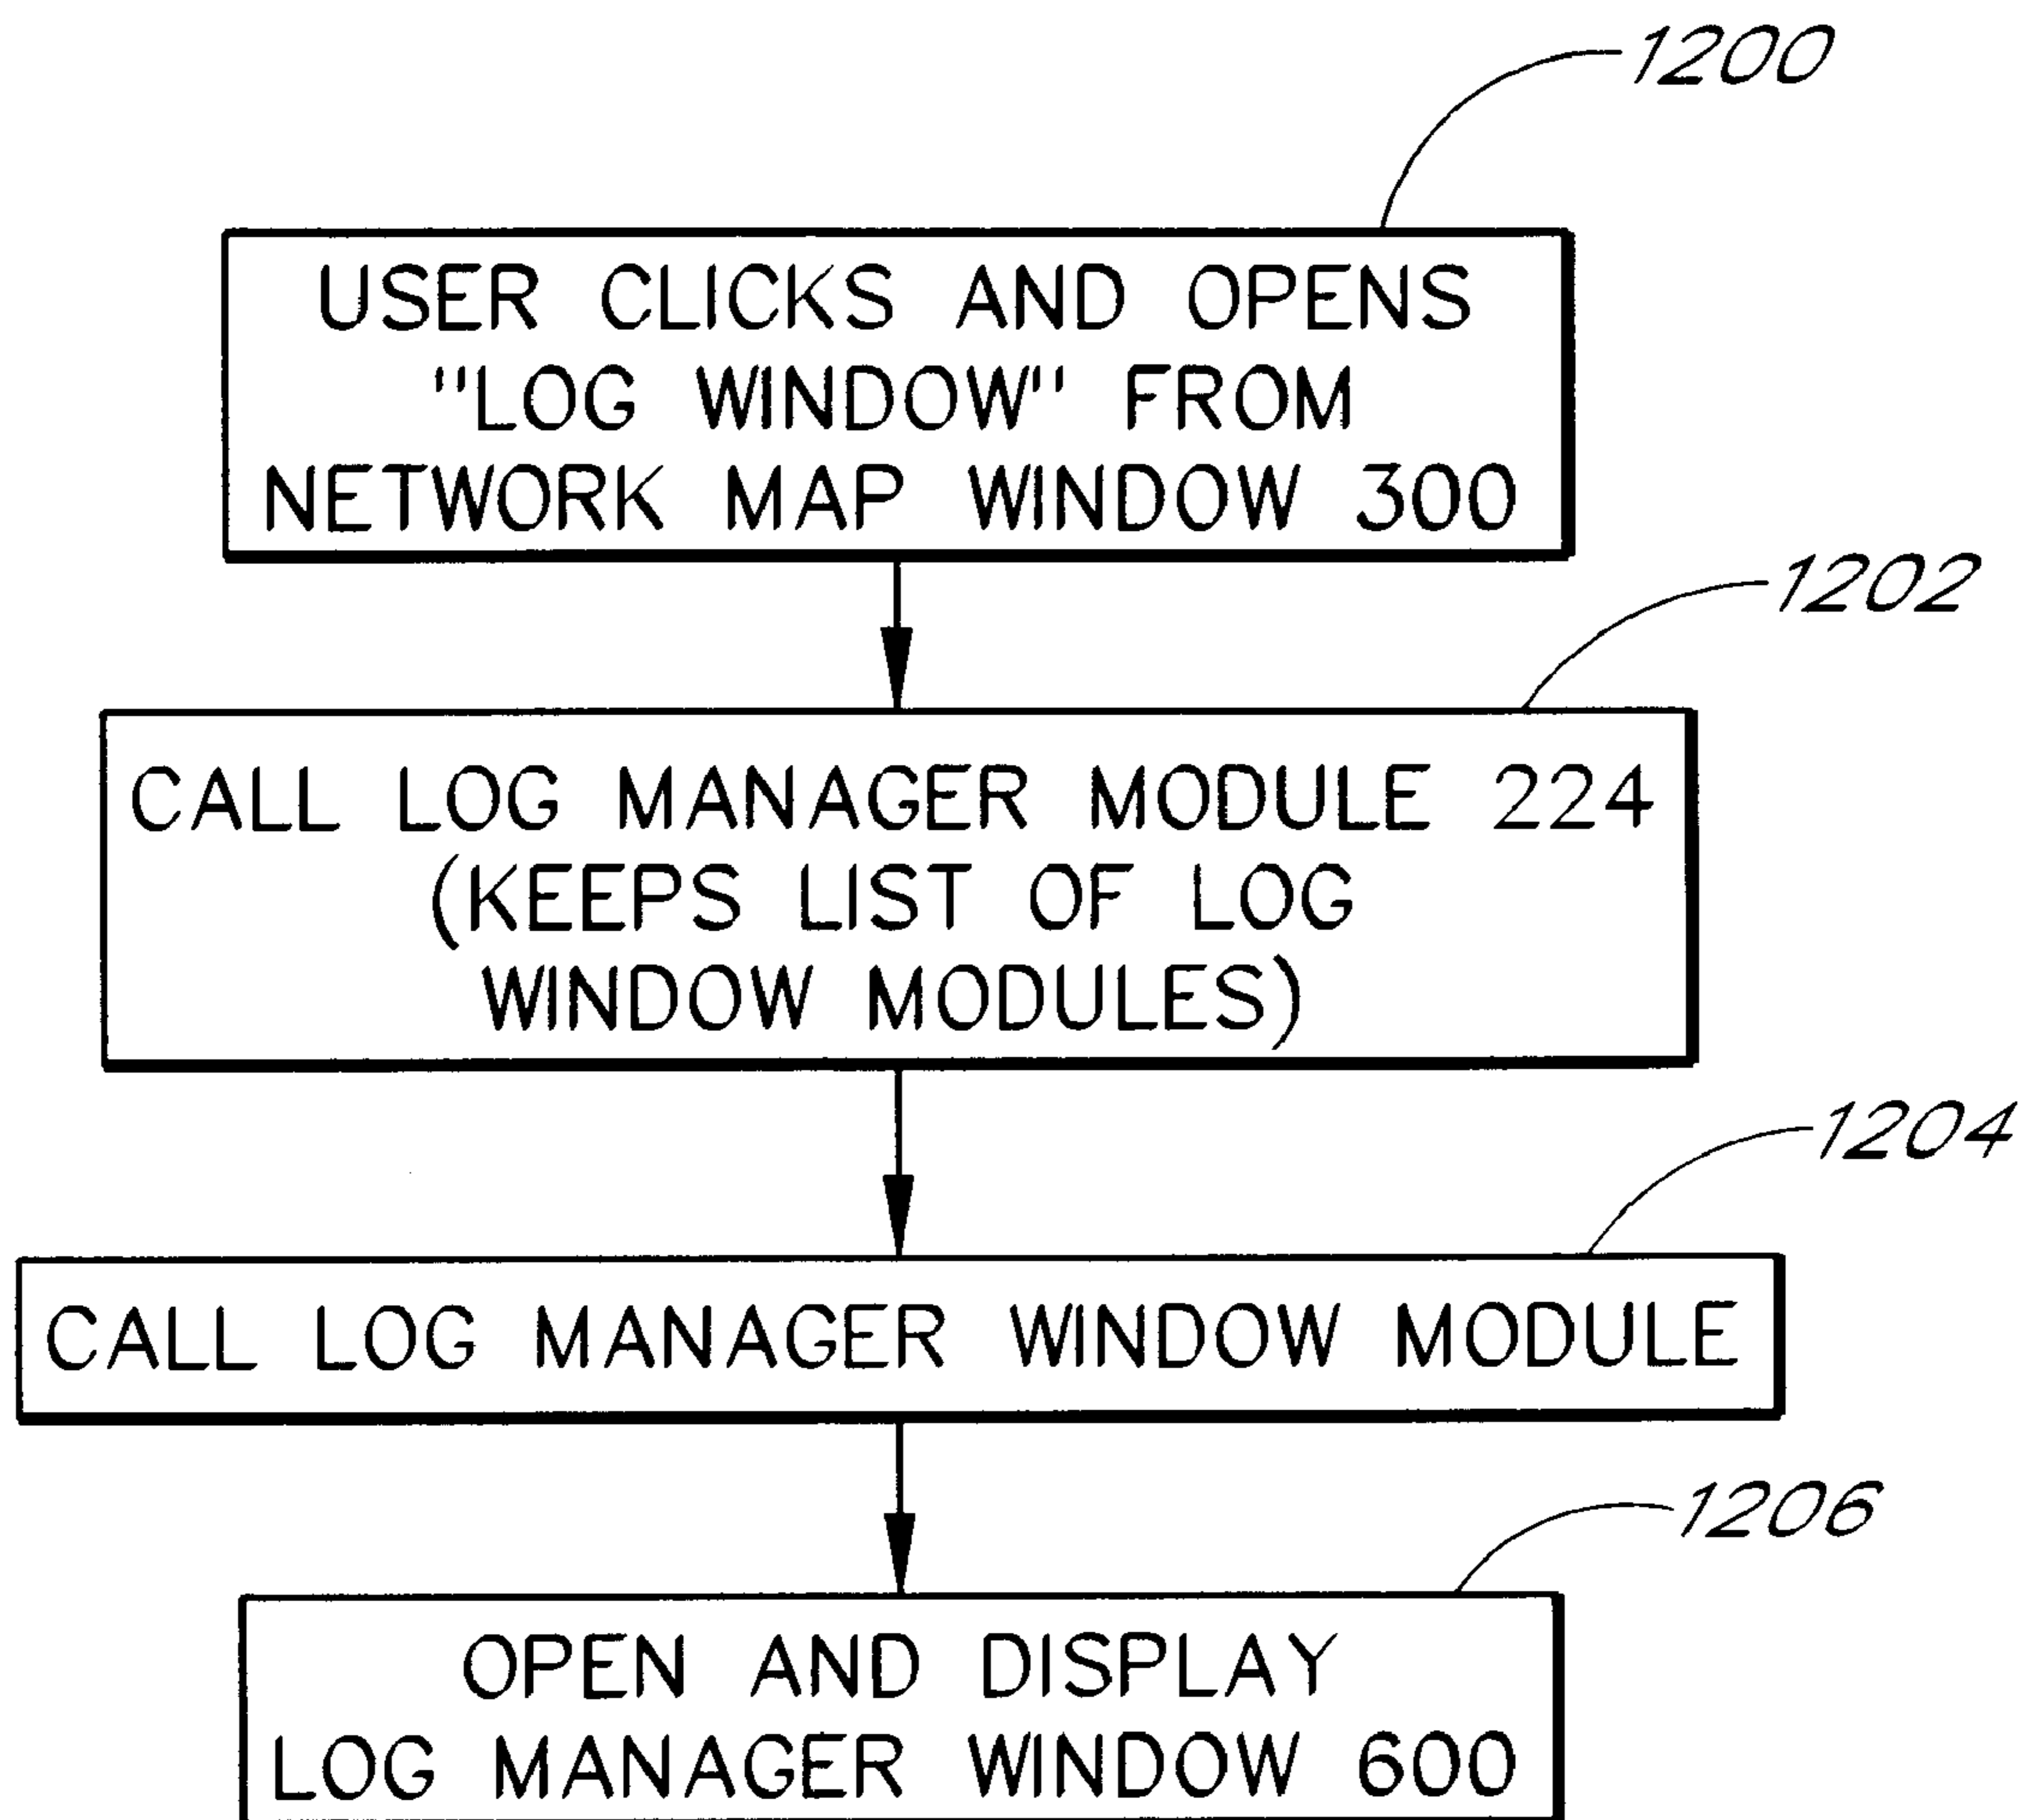 1200
USER CLICKS AND OPENS
"LOG WINDOW" FROM
NETWORK MAP WINDOW 300
1202
CALL LOG MANAGER MODULE 224
(KEEPS LIST OF LOG
WINDOW MODULES)
1204
CALL LOG MANAGER WINDOW MODULE
1206
OPEN AND DISPLAY
LOG MANAGER WINDOW 600